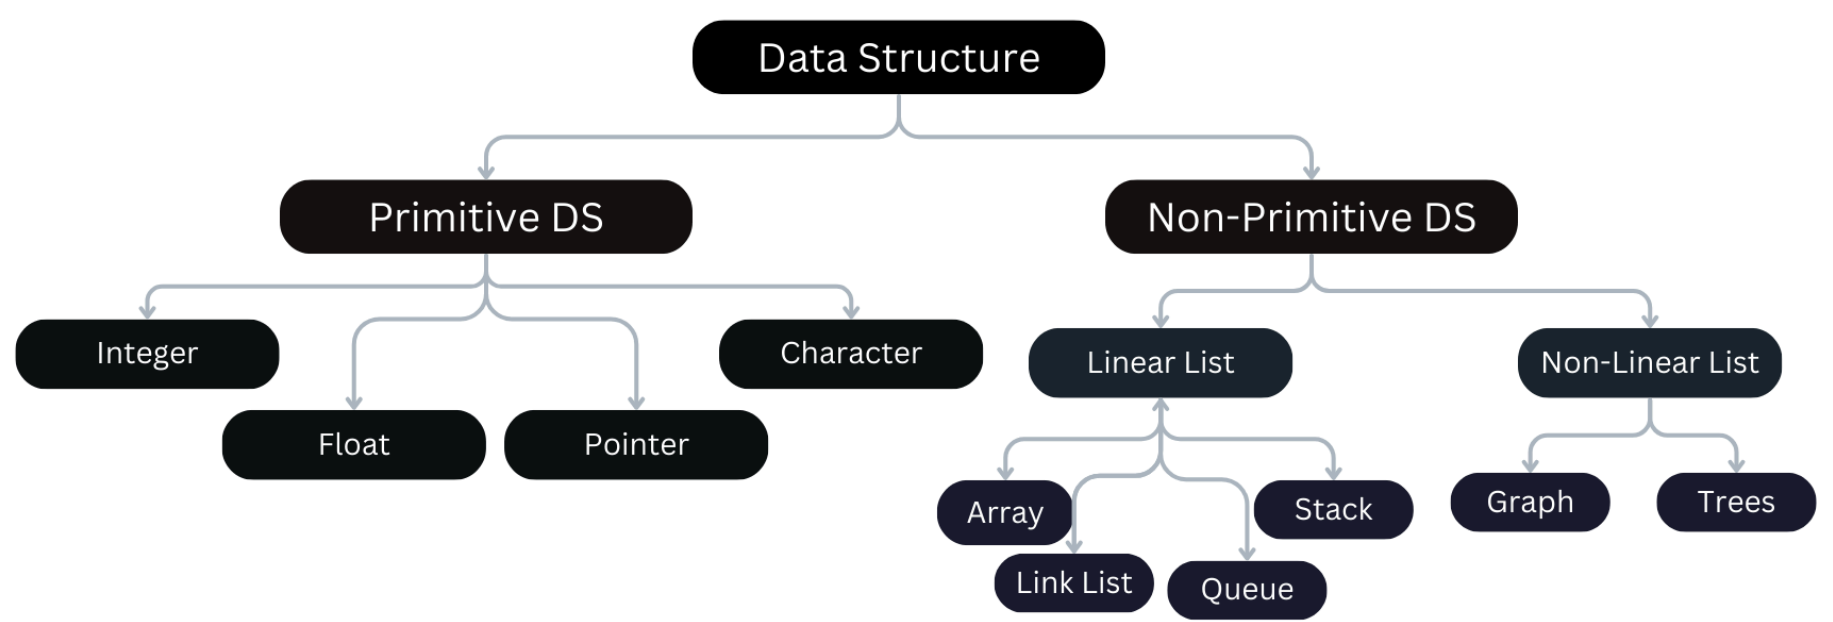 Data Structure
Primitive DS
Non-Primitive DS
Integer
Float
Pointer
Character
Linear List
Non-Linear List
Array
Link List
Queue
Stack
Graph
Trees